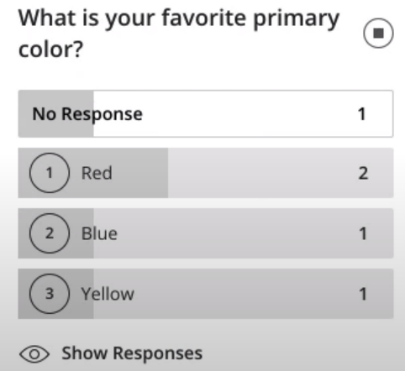 What is your favorite primary
color?
No Response 1
1 Red 2
2 Blue 1
3 Yellow 1
Show Responses